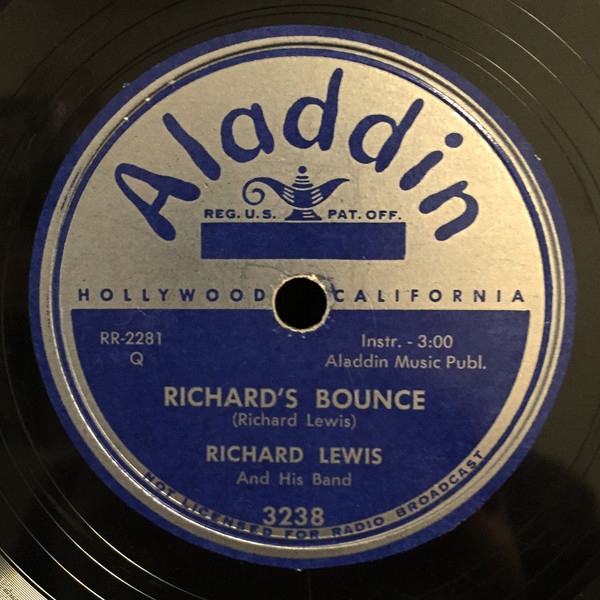 Aladdin
REG. U.S. PAT. OFF.
HOLLYWOOD CALIFORNIA
RR-2281
Q
Instr. - 3:00
Aladdin Music Publ.
RICHARD'S BOUNCE
(Richard Lewis)
RICHARD LEWIS
And His Band
3238
NOT LICENSED FOR RADIO BROADCAST